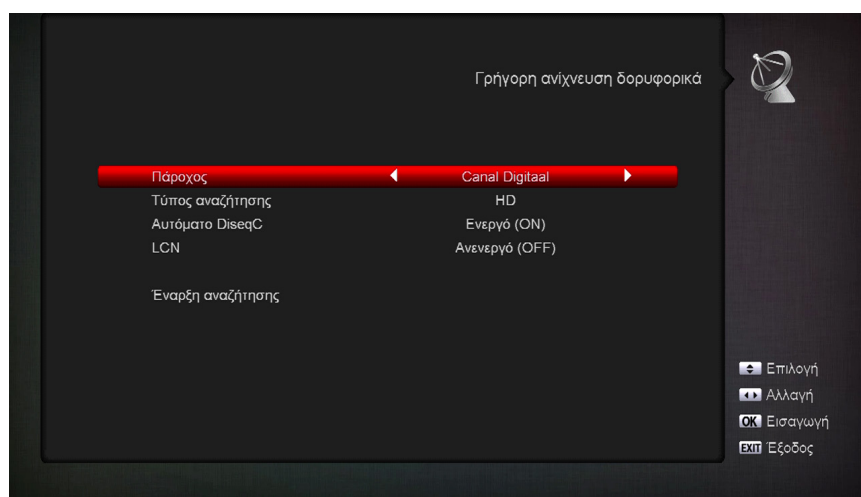 Γρήγορη ανίχνευση δορυφορικά
Πάροχος Canal Digitaal
Τύπος αναζήτησης HD
Αυτόματο DiseqC Ενεργό (ON)
LCN Ανενεργό (OFF)
Έναρξη αναζήτησης
Επιλογή
Αλλαγή
OK Εισαγωγή
EXIT Έξοδος